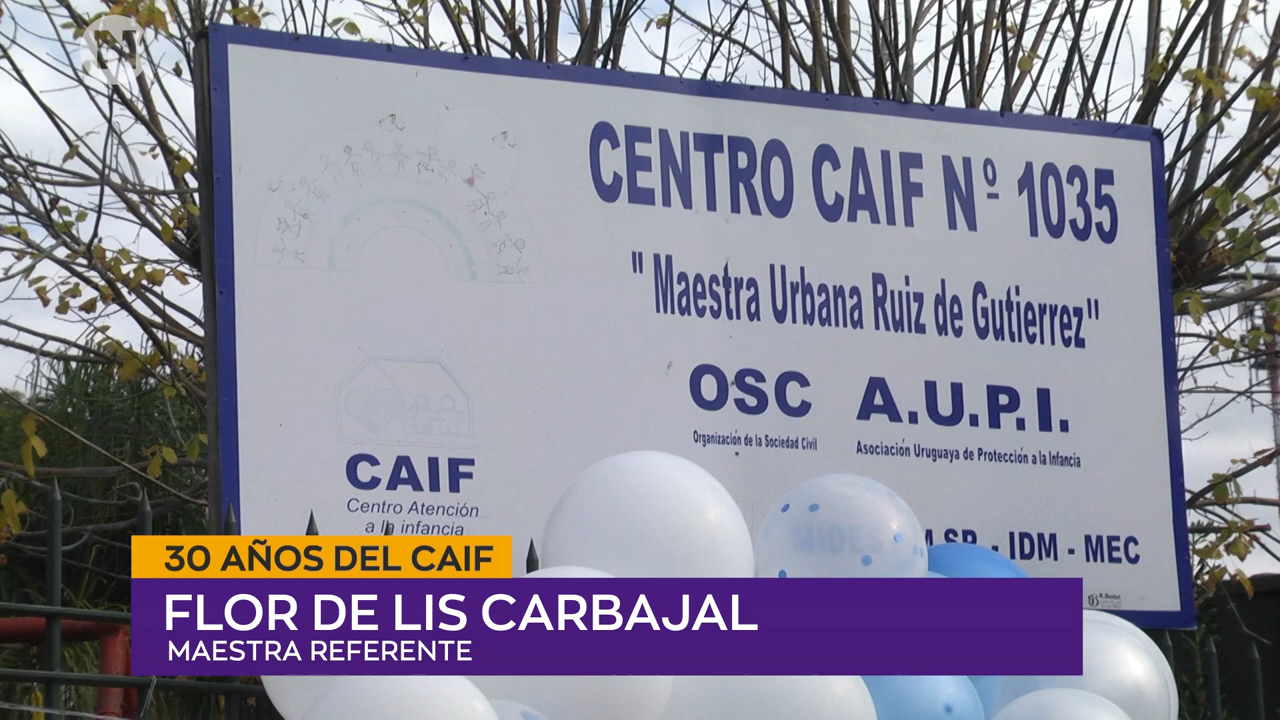 CENTRO CAIF Nº 1035
" Maestra Urbana Ruiz de Gutierrez"
OSC A.U.P.I.
Organización de la Sociedad Civil Asociación Uruguaya de Protección a la Infancia
CAIF
Centro Atención
a la infancia
- IDM - MEC
30 AÑOS DEL CAIF
FLOR DE LIS CARBAJAL
MAESTRA REFERENTE